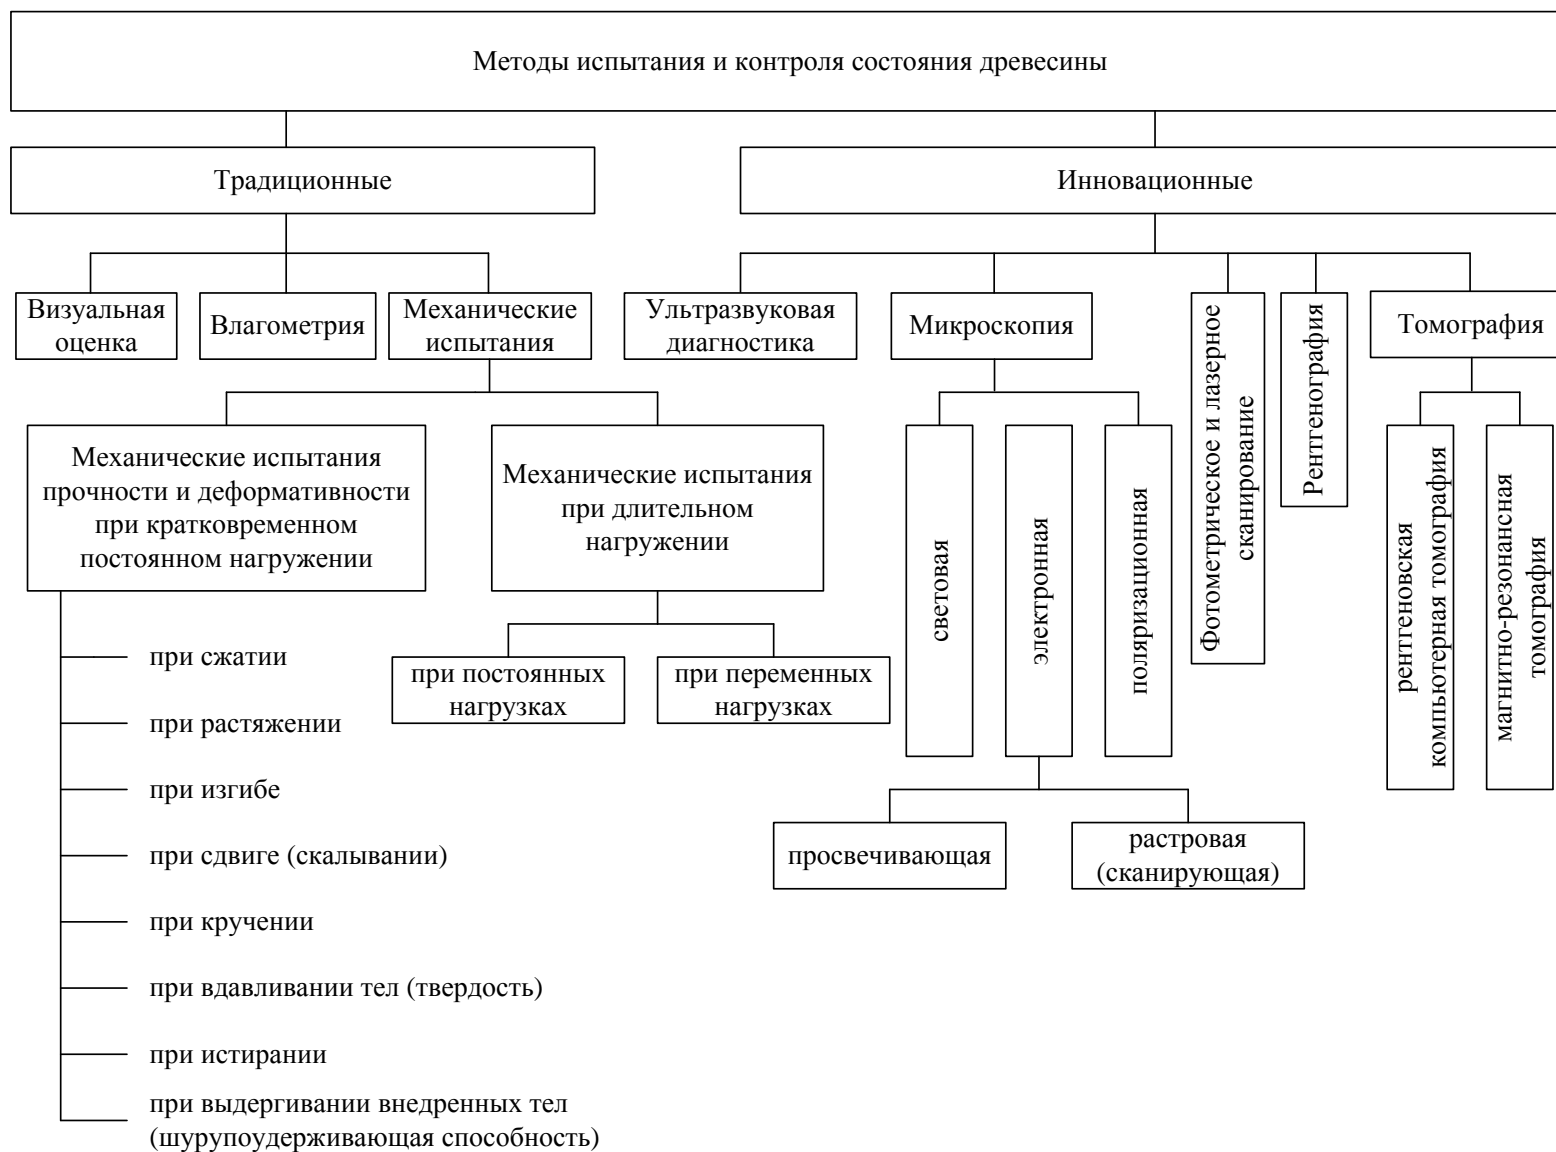 Методы испытания и контроля состояния древесины
Традиционные
Инновационные
Визуальная
оценка
Влагометрия
Механические
испытания
Ультразвуковая
диагностика
Микроскопия
Фотометрическое и лазерное
сканирование
Рентгенография
Томография
Механические испытания
прочности и деформативности
при кратковременном
постоянном нагружении
Механические испытания
при длительном
нагружении
световая
электронная
поляризационная
рентгеновская
компьютерная томография
магнитно-резонансная
томография
при сжатии
при растяжении
при изгибе
при сдвиге (скалывании)
при кручении
при вдавливании тел (твердость)
при истирании
при выдергивании внедренных тел
(шурупоудерживающая способность)
при постоянных
нагрузках
при переменных
нагрузках
просвечивающая
растровая
(сканирующая)